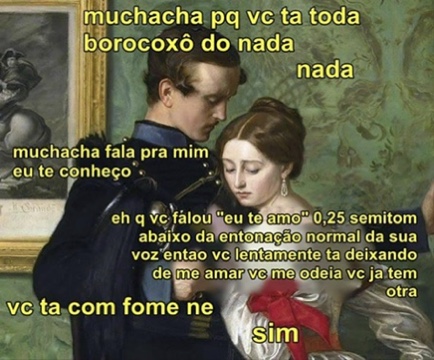 muchacha pq vc ta toda
borocoxô do nada
nada
muchacha fala pra mim
eu te conheço
eh q vc falou "eu te amo" 0,25 semitom
abaixo da entonação normal da sua
voz entao vc lentamente ta deixando
de me amar vc me odeia vc ja tem
outra
vc ta com fome ne
sim